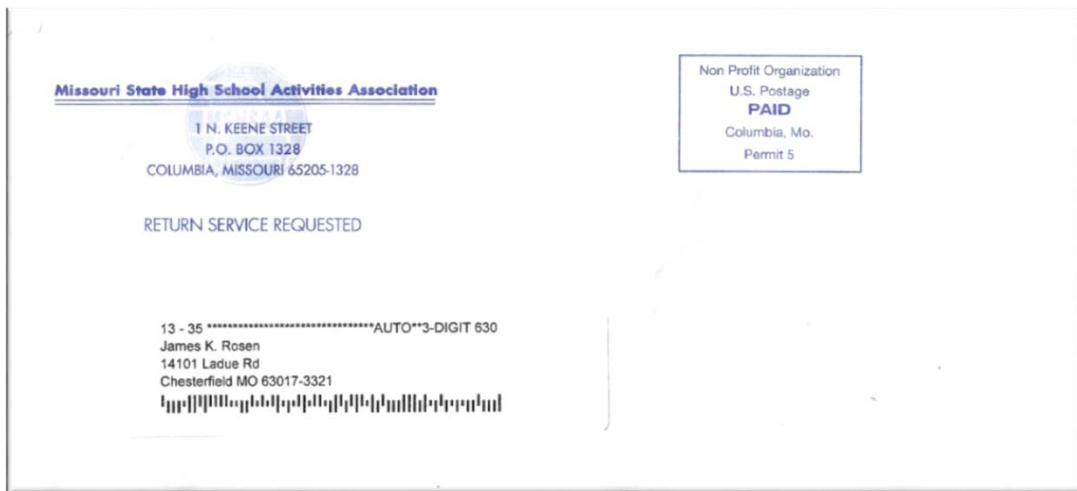 Missouri State High School Activities Association
1 N. KEENE STREET
P.O. BOX 1328
COLUMBIA, MISSOURI 65205-1328
RETURN SERVICE REQUESTED
Non Profit Organization
U.S. Postage
PAID
Columbia, Mo.
Permit 5
13 - 35 *********************************AUTO**3-DIGIT 630
James K. Rosen
14101 Ladue Rd
Chesterfield MO 63017-3321